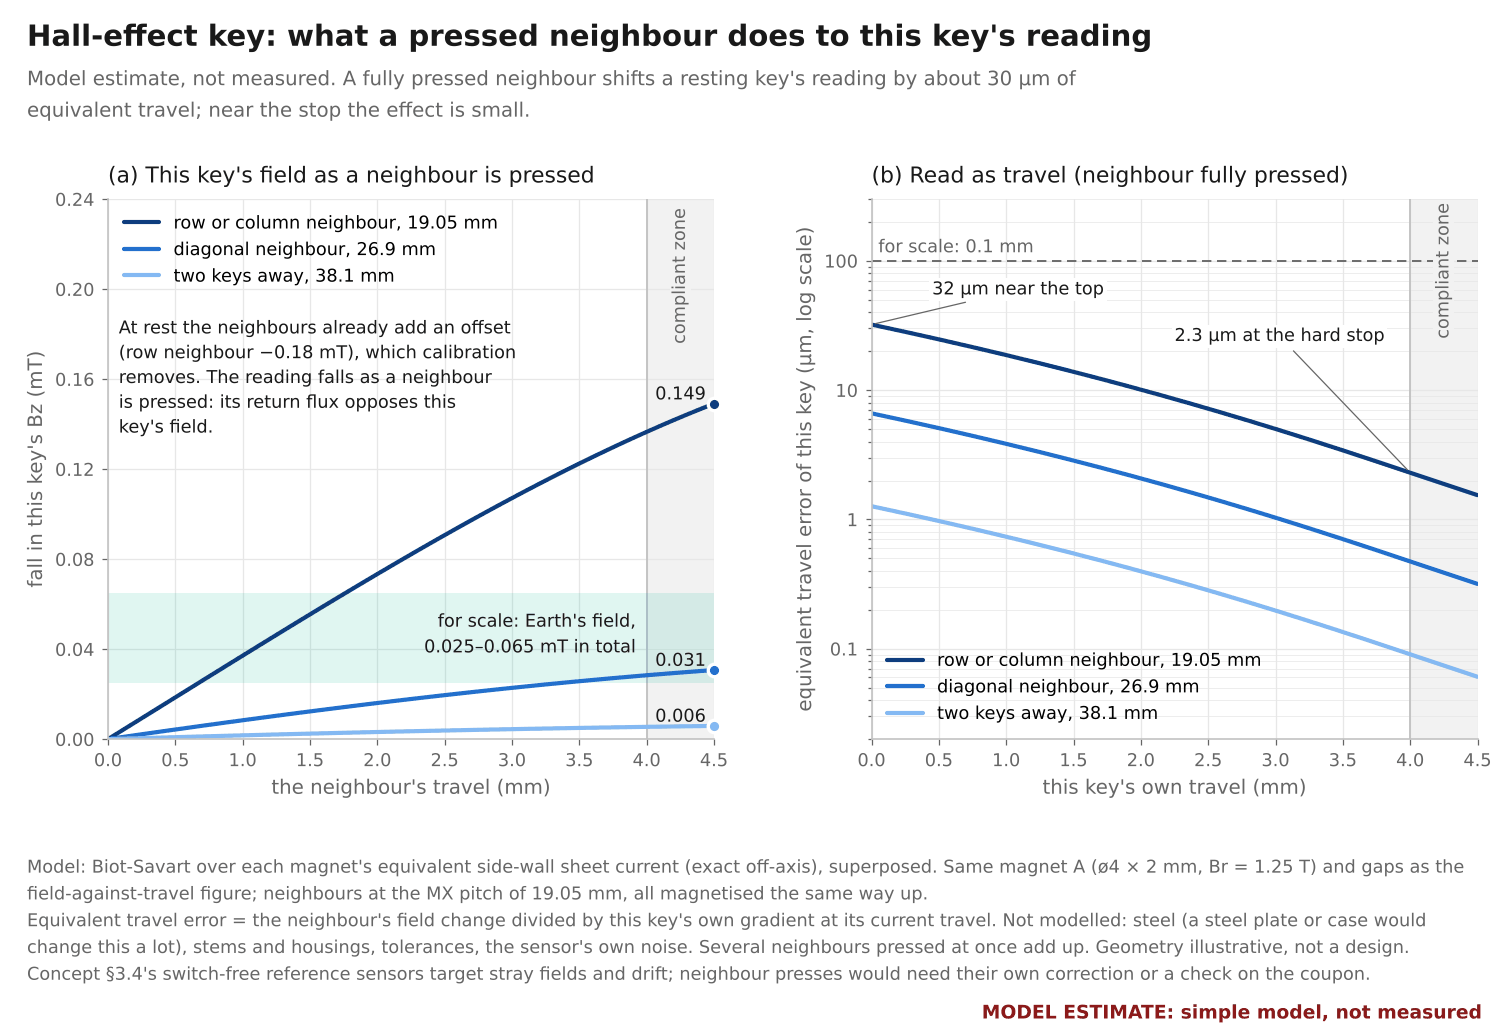 Hall-effect key: what a pressed neighbour does to this key's reading
Model estimate, not measured. A fully pressed neighbour shifts a resting key's reading by about 30 µm of
equivalent travel; near the stop the effect is small.
(a) This key's field as a neighbour is pressed
fall in this key's Bz (mT)
0.24
0.20
0.16
0.12
0.08
0.04
0.00
row or column neighbour, 19.05 mm
diagonal neighbour, 26.9 mm
two keys away, 38.1 mm
compliant zone
At rest the neighbours already add an offset
(row neighbour −0.18 mT), which calibration
removes. The reading falls as a neighbour
is pressed: its return flux opposes this
key's field.
0.149
for scale: Earth's field,
0.025–0.065 mT in total
0.031
0.006
0.0 0.5 1.0 1.5 2.0 2.5 3.0 3.5 4.0 4.5
the neighbour's travel (mm)
(b) Read as travel (neighbour fully pressed)
equivalent travel error of this key (µm, log scale)
100
10
1
0.1
for scale: 0.1 mm
compliant zone
32 µm near the top
2.3 µm at the hard stop
row or column neighbour, 19.05 mm
diagonal neighbour, 26.9 mm
two keys away, 38.1 mm
0.0 0.5 1.0 1.5 2.0 2.5 3.0 3.5 4.0 4.5
this key's own travel (mm)
Model: Biot-Savart over each magnet's equivalent side-wall sheet current (exact off-axis), superposed. Same magnet A (ø4 × 2 mm, Br = 1.25 T) and gaps as the
field-against-travel figure; neighbours at the MX pitch of 19.05 mm, all magnetised the same way up.
Equivalent travel error = the neighbour's field change divided by this key's own gradient at its current travel. Not modelled: steel (a steel plate or case would
change this a lot), stems and housings, tolerances, the sensor's own noise. Several neighbours pressed at once add up. Geometry illustrative, not a design.
Concept §3.4's switch-free reference sensors target stray fields and drift; neighbour presses would need their own correction or a check on the coupon.
MODEL ESTIMATE: simple model, not measured